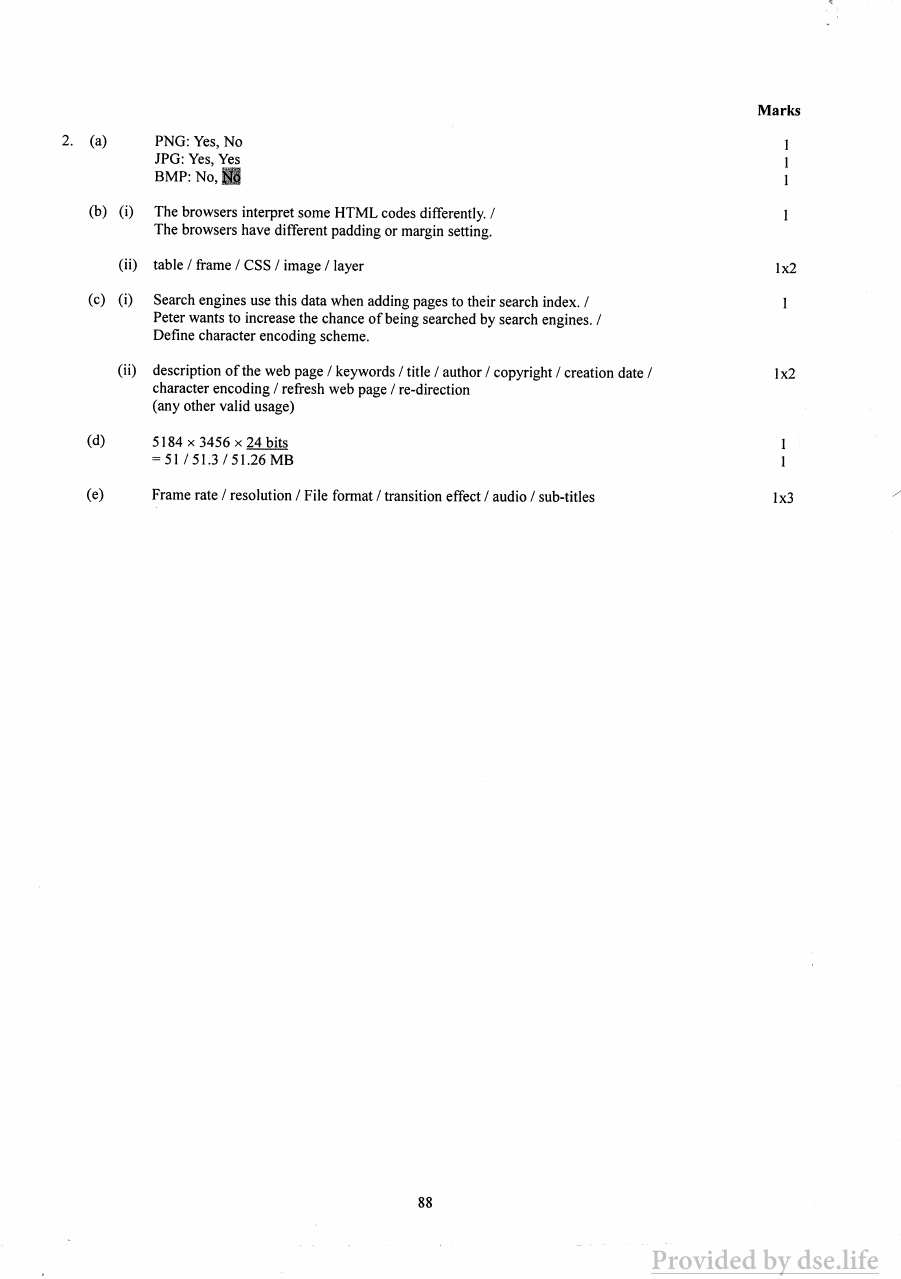 Marks
2. (a) PNG: Yes, No 1
JPG: Yes, Yes 1
BMP: No, No 1
(b) (i) The browsers interpret some HTML codes differently. / 1
The browsers have different padding or margin setting.
(ii) table / frame / CSS / image / layer 1x2
(c) (i) Search engines use this data when adding pages to their search index. / 1
Peter wants to increase the chance of being searched by search engines. /
Define character encoding scheme.
(ii) description of the web page / keywords / title / author / copyright / creation date / 1x2
character encoding / refresh web page / re-direction
(any other valid usage)
(d) 5184 × 3456 × 24 bits 1
= 51 / 51.3 / 51.26 MB 1
(e) Frame rate / resolution / File format / transition effect / audio / sub-titles 1x3
88
Provided by dse.life